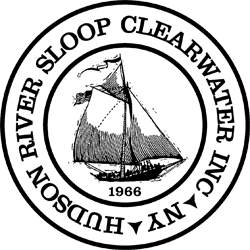 HUDSON RIVER SLOOP CLEARWATER INC NY
1966